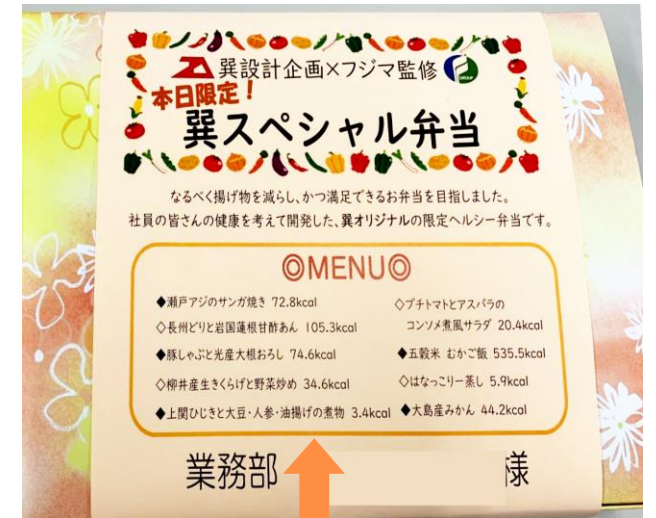 巽設計企画×フジマ監修
GROUP
本日限定!
巽スペシャル弁当
なるべく揚げ物を減らし、かつ満足できるお弁当を目指しました。
社員の皆さんの健康を考えて開発した、巽オリジナルの限定ヘルシー弁当です。
◎MENU◎
◆瀬戸アジのサンガ焼き 72.8kcal
◇長州どりと岩国蓮根甘酢あん 105.3kcal
◆豚しゃぶと光産大根おろし 74.6kcal
◇柳井産生きくらげと野菜炒め 34.6kcal
◆上関ひじきと大豆・人参・油揚げの煮物 3.4kcal
◇プチトマトとアスパラの
コンソメ煮風サラダ 20.4kcal
◆五穀米 むかご飯 535.5kcal
◇はなっこりー蒸し 5.9kcal
◆大島産みかん 44.2kcal
業務部 様